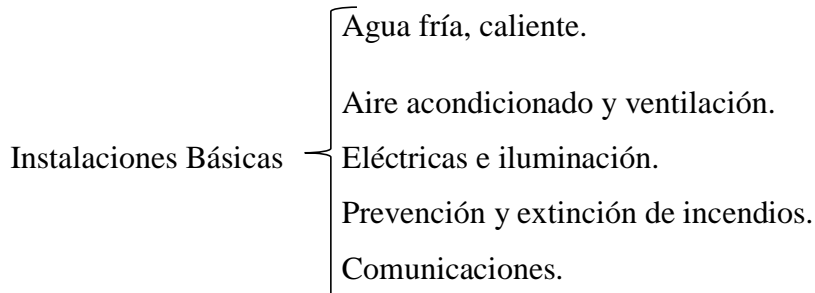 Agua fría, caliente.
Aire acondicionado y ventilación.
Instalaciones Básicas
Eléctricas e iluminación.
Prevención y extinción de incendios.
Comunicaciones.